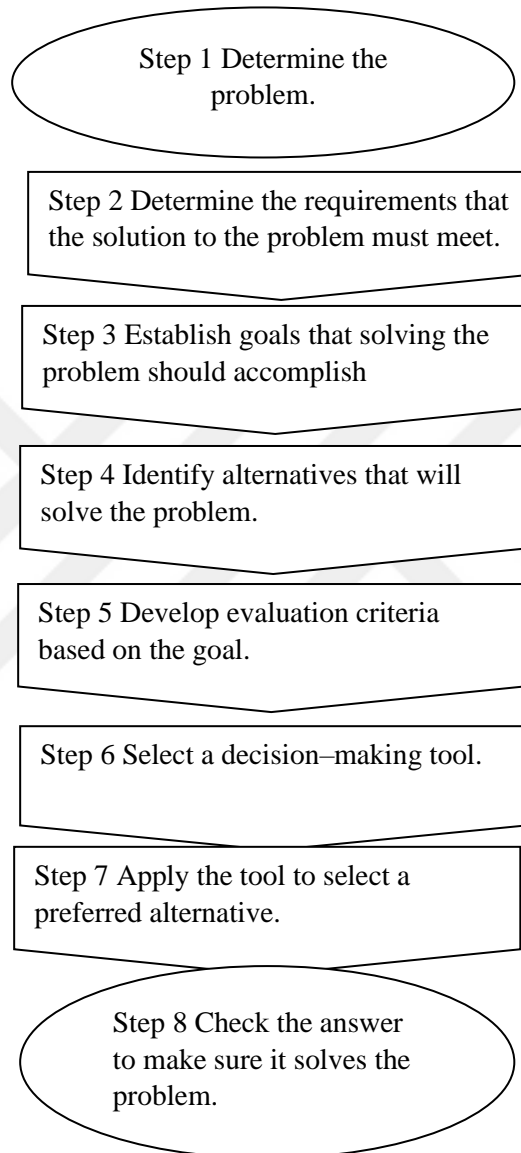 Step 1 Determine the
problem.
Step 2 Determine the requirements that
the solution to the problem must meet.
Step 3 Establish goals that solving the
problem should accomplish
Step 4 Identify alternatives that will
solve the problem.
Step 5 Develop evaluation criteria
based on the goal.
Step 6 Select a decision–making tool.
Step 7 Apply the tool to select a
preferred alternative.
Step 8 Check the answer
to make sure it solves the
problem.